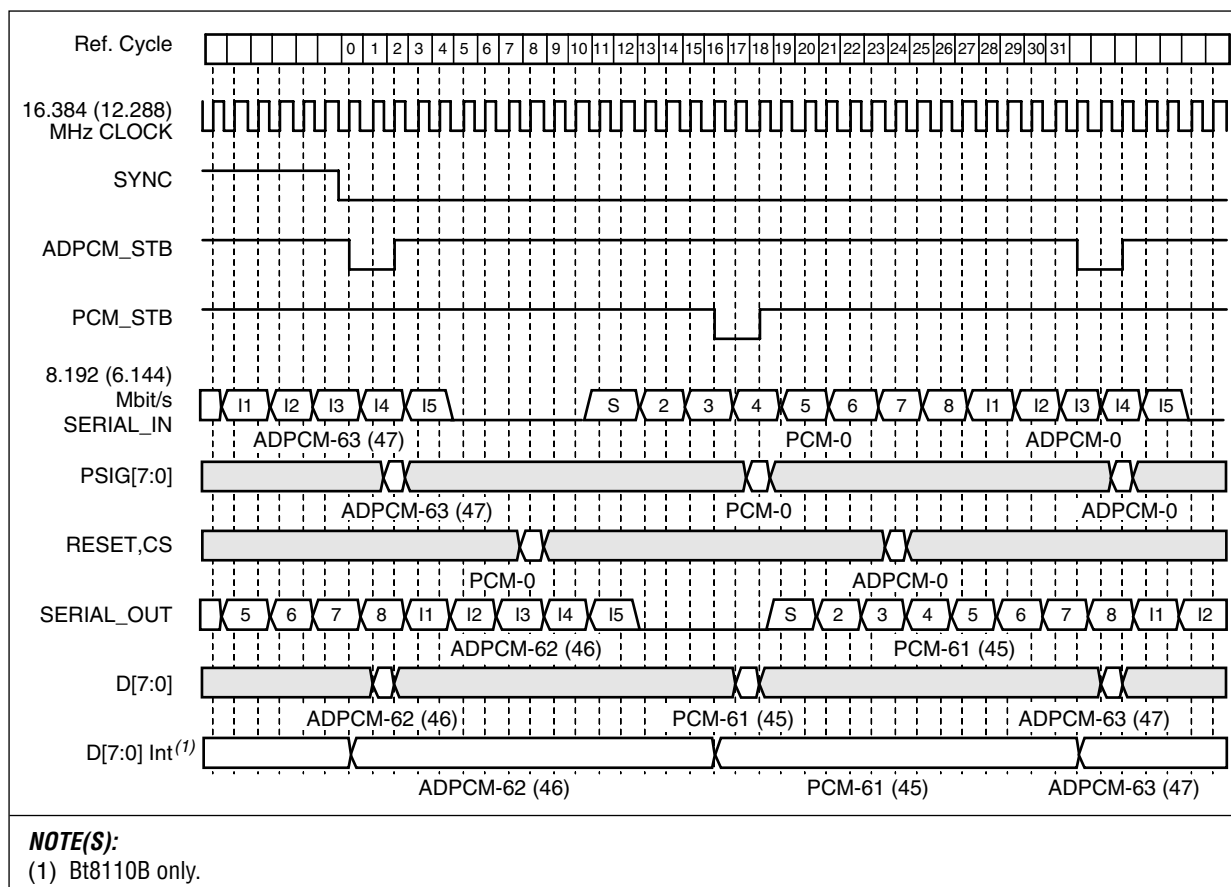 Ref. Cycle 0 1 2 3 4 5 6 7 8 9 10 11 12 13 14 15 16 17 18 19 20 21 22 23 24 25 26 27 28 29 30 31
16.384 (12.288)
MHz CLOCK
SYNC
ADPCM_STB
PCM_STB
8.192 (6.144)
Mbit/s
SERIAL_IN
I1 I2 I3 I4 I5 S 2 3 4 5 6 7 8 I1 I2 I3 I4 I5
ADPCM-63 (47) PCM-0 ADPCM-0
PSIG[7:0]
ADPCM-63 (47) PCM-0 ADPCM-0
RESET,CS
PCM-0 ADPCM-0
SERIAL_OUT 5 6 7 8 I1 I2 I3 I4 I5 S 2 3 4 5 6 7 8 I1 I2
ADPCM-62 (46) PCM-61 (45)
D[7:0]
ADPCM-62 (46) PCM-61 (45) ADPCM-63 (47)
D[7:0] Int (1)
ADPCM-62 (46) PCM-61 (45) ADPCM-63 (47)
NOTE(S):
(1) Bt8110B only.